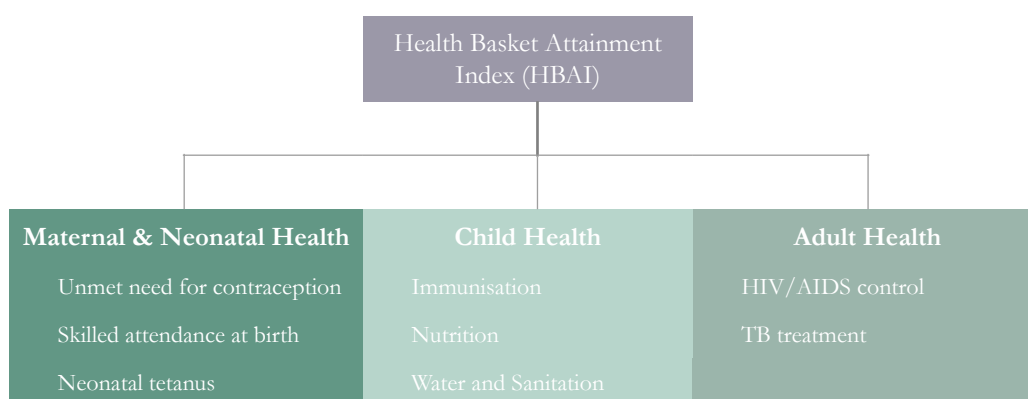 Health Basket Attainment
Index (HBAI)
Maternal & Neonatal Health
Unmet need for contraception
Skilled attendance at birth
Neonatal tetanus
Child Health
Immunisation
Nutrition
Water and Sanitation
Adult Health
HIV/AIDS control
TB treatment